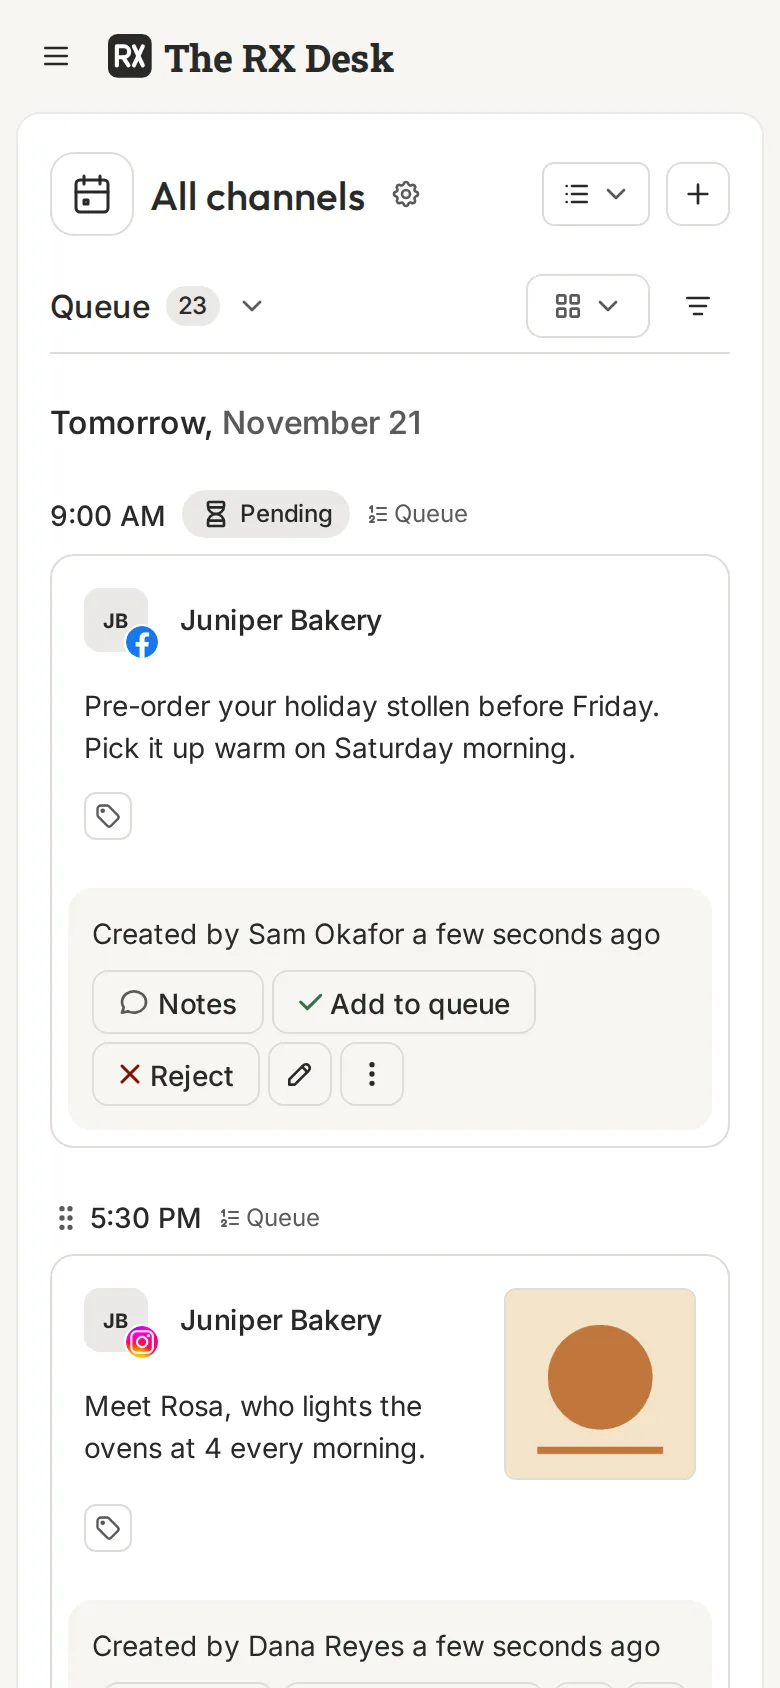 RX The RX Desk
All channels
Queue 23
Tomorrow, November 21
9:00 AM Pending Queue
JB Juniper Bakery
Pre-order your holiday stollen before Friday.
Pick it up warm on Saturday morning.
Created by Sam Okafor a few seconds ago
Notes Add to queue
Reject
5:30 PM Queue
JB Juniper Bakery
Meet Rosa, who lights the
ovens at 4 every morning.
Created by Dana Reyes a few seconds ago